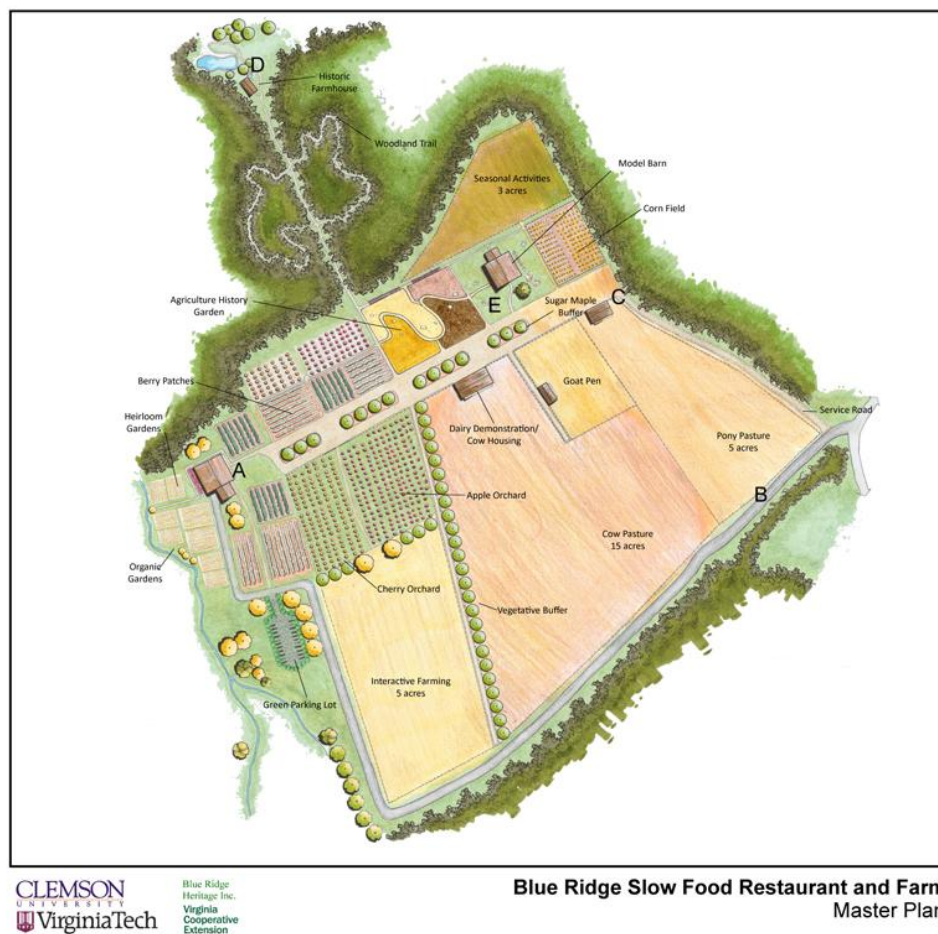 D
Historic
Farmhouse
Woodland Trail
Seasonal Activities
3 acres
Model Barn
Corn Field
Agriculture History
Garden
E
Sugar Maple
Buffer
C
Berry Patches
Goat Pen
Heirloom
Gardens
Dairy Demonstration/
Cow Housing
Service Road
Pony Pasture
5 acres
A
Apple Orchard
B
Cow Pasture
15 acres
Organic
Gardens
Cherry Orchard
Vegetative Buffer
Interactive Farming
5 acres
Green Parking Lot
CLEMSON
UNIVERSITY
VirginiaTech
Blue Ridge
Heritage Inc.
Virginia
Cooperative
Extension
Blue Ridge Slow Food Restaurant and Farm
Master Plan